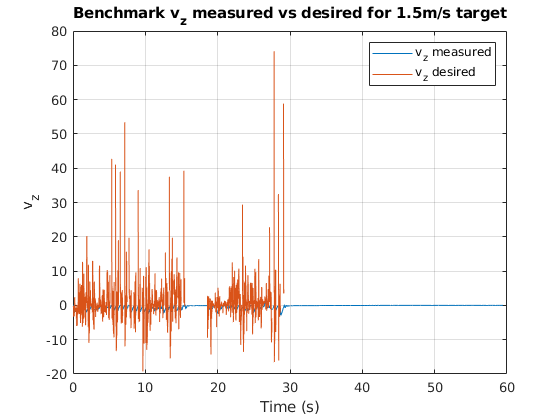 Benchmark v_z measured vs desired for 1.5m/s target
80
70
60
50
40
30
20
10
0
-10
-20
v_z
v_z measured
v_z desired
0 10 20 30 40 50 60
Time (s)